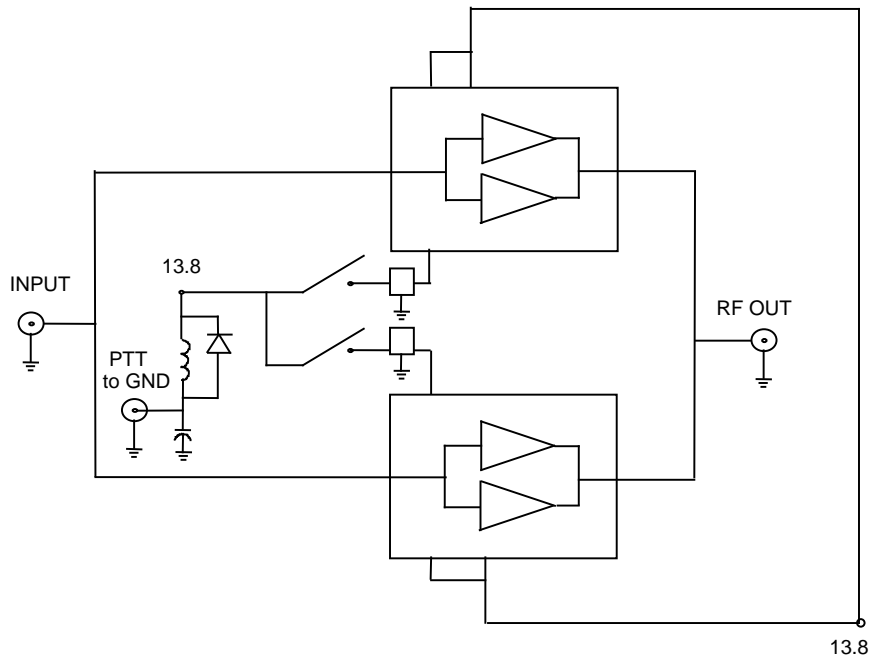 13.8
INPUT
RF OUT
PTT
to GND
13.8